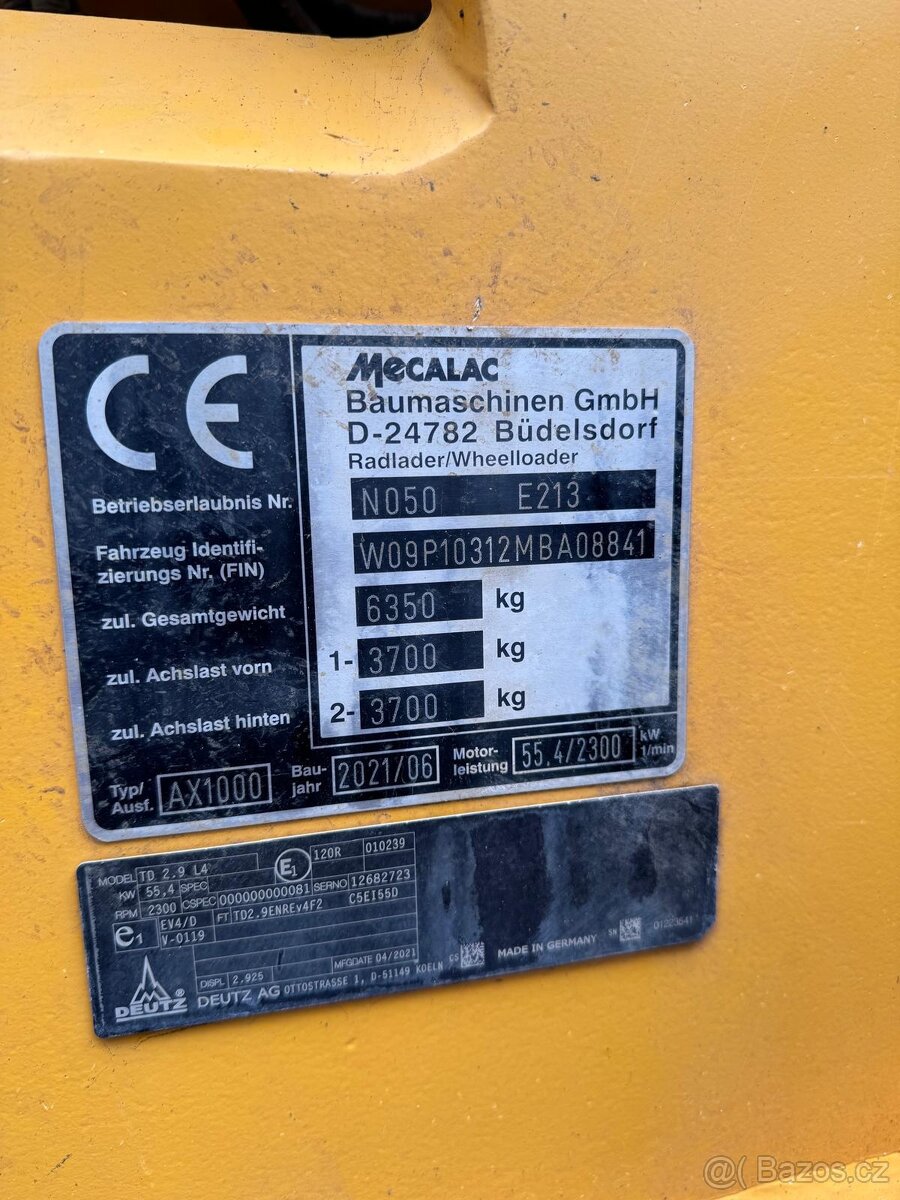 CE
MECALAC
Baumaschinen GmbH
D-24782 Büdelsdorf
Radlader/Wheelloader
Betriebserlaubnis Nr. N050 E213
Fahrzeug Identifi-
zierungs Nr. (FIN) W09P10312MBA08841
zul. Gesamtgewicht 6350 kg
zul. Achslast vorn 1- 3700 kg
zul. Achslast hinten 2- 3700 kg
Typ/
Ausf. AX1000 Bau-
jahr 2021/06 Motor-
leistung 55,4/2300 kW
1/min
MODEL TD 2.9 L4 E1 120R 010239
KW 55,4 SPEC
RPM 2300 CSPEC 000000000081 SERNO 12682723
e1 EV4/D FT TD2.9ENREv4F2 C5EI55D
V-0119
DISPL 2.925 MFGDATE 04/2021
DEUTZ® DEUTZ AG OTTOSTRASSE 1, D-51149 KOELN CS MADE IN GERMANY SN 01223641
@( Bazos.cz